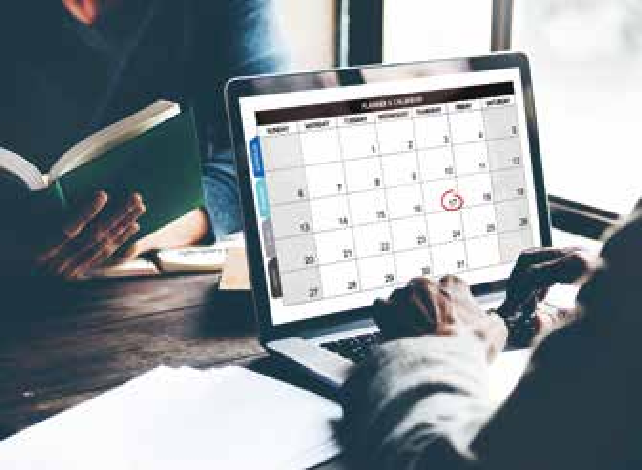 PLANNER & CALENDAR
SUNDAY MONDAY TUESDAY WEDNESDAY THURSDAY FRIDAY SATURDAY
1 2 3 4 5
6 7 8 9 10 11 12
13 14 15 16 17 18 19
20 21 22 23 24 25 26
27 28 29 30 31